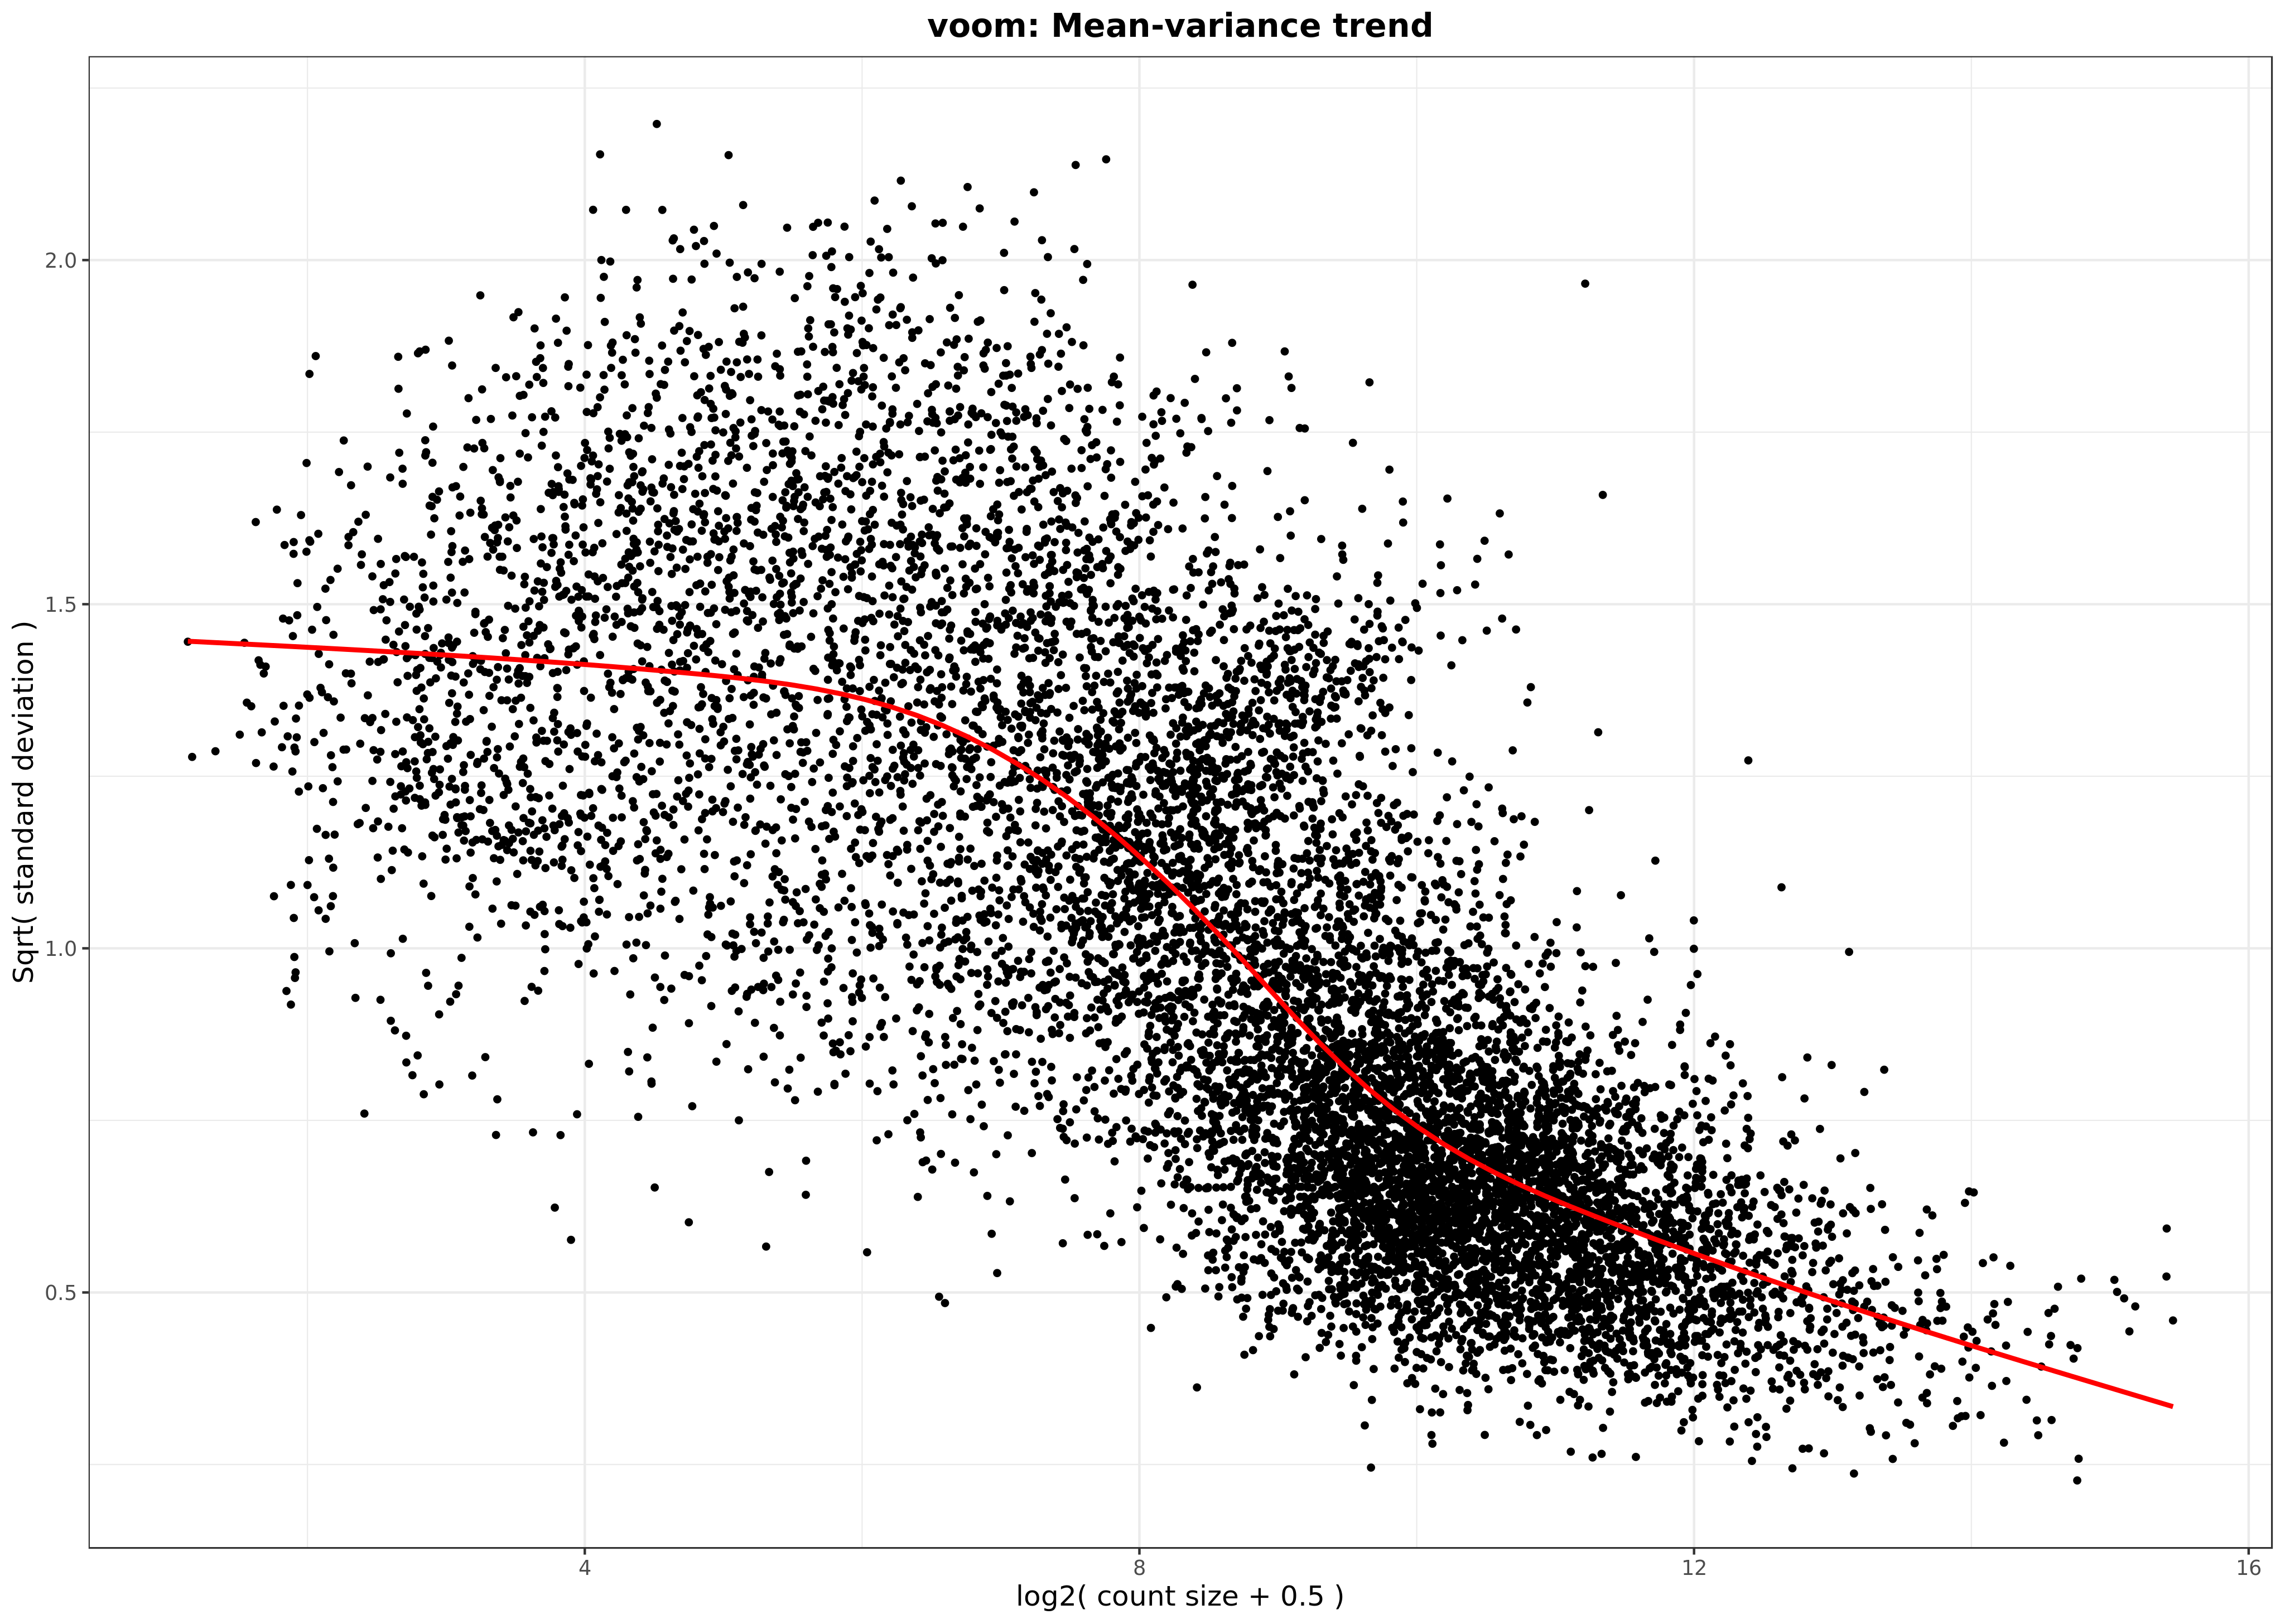 voom: Mean-variance trend
Sqrt( standard deviation )
2.0
1.5
1.0
0.5
4
8
12
16
log2( count size + 0.5 )